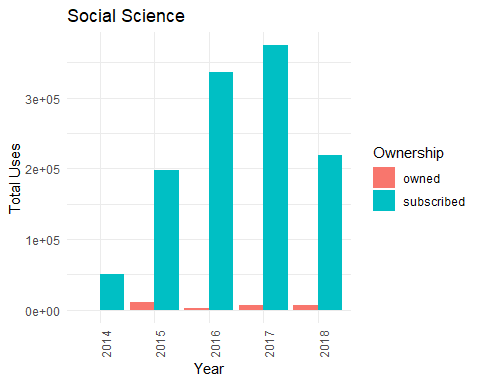 Social Science
Total Uses
3e+05
2e+05
1e+05
0e+00
2014
2015
2016
2017
2018
Year
Ownership
owned
subscribed